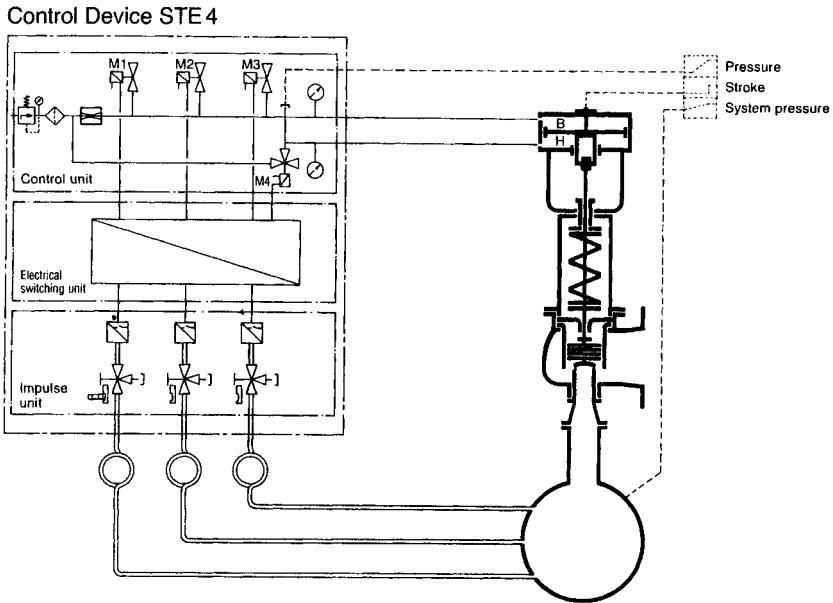 Control Device STE 4
M1 M2 M3
Pressure
Stroke
System pressure
B
H
M4
Control unit
Electrical
switching unit
Impulse
unit